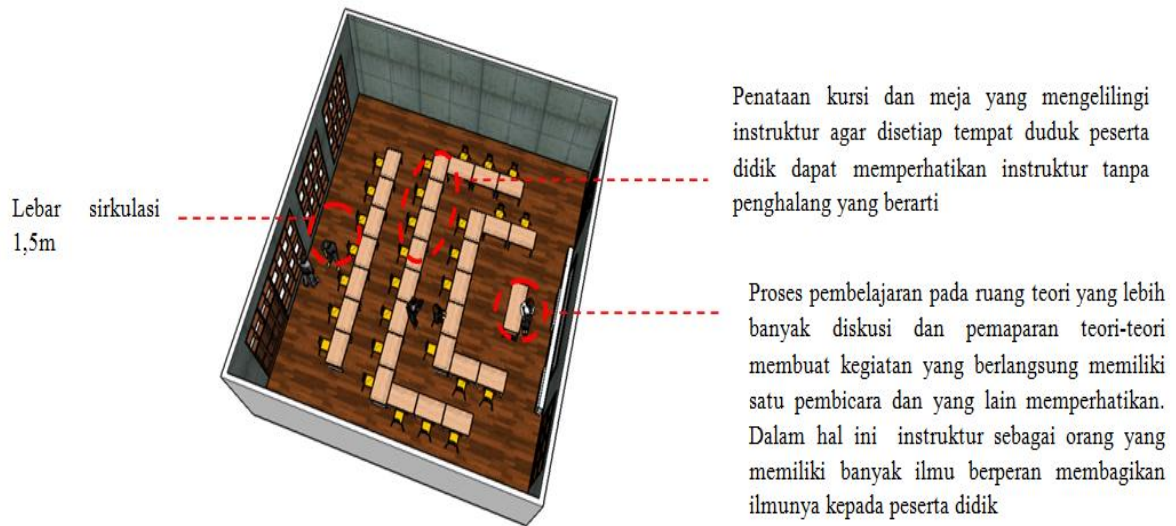 Lebar sirkulasi
1,5m
Penataan kursi dan meja yang mengelilingi
instruktur agar disetiap tempat duduk peserta
didik dapat memperhatikan instruktur tanpa
penghalang yang berarti
Proses pembelajaran pada ruang teori yang lebih
banyak diskusi dan pemaparan teori-teori
membuat kegiatan yang berlangsung memiliki
satu pembicara dan yang lain memperhatikan.
Dalam hal ini instruktur sebagai orang yang
memiliki banyak ilmu berperan membagikan
ilmunya kepada peserta didik